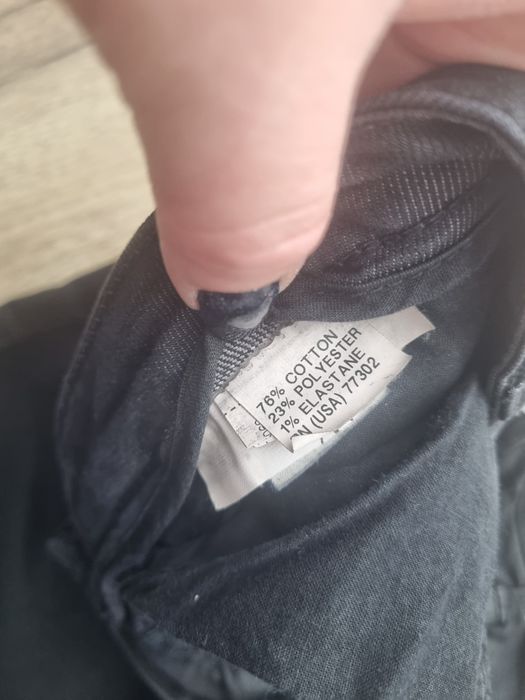 76% COTTON
23% POLYESTER
1% ELASTANE
N (USA) 77302